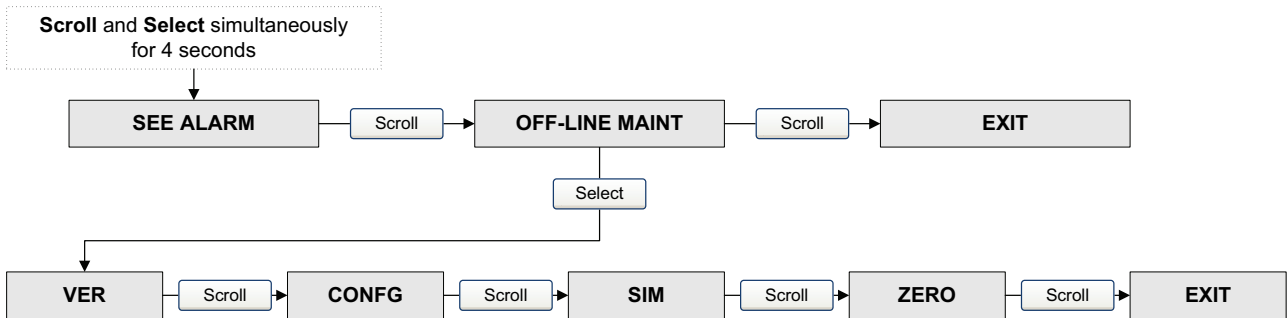 Scroll and Select simultaneously
for 4 seconds
SEE ALARM Scroll OFF-LINE MAINT Scroll EXIT
Select
VER Scroll CONFG Scroll SIM Scroll ZERO Scroll EXIT